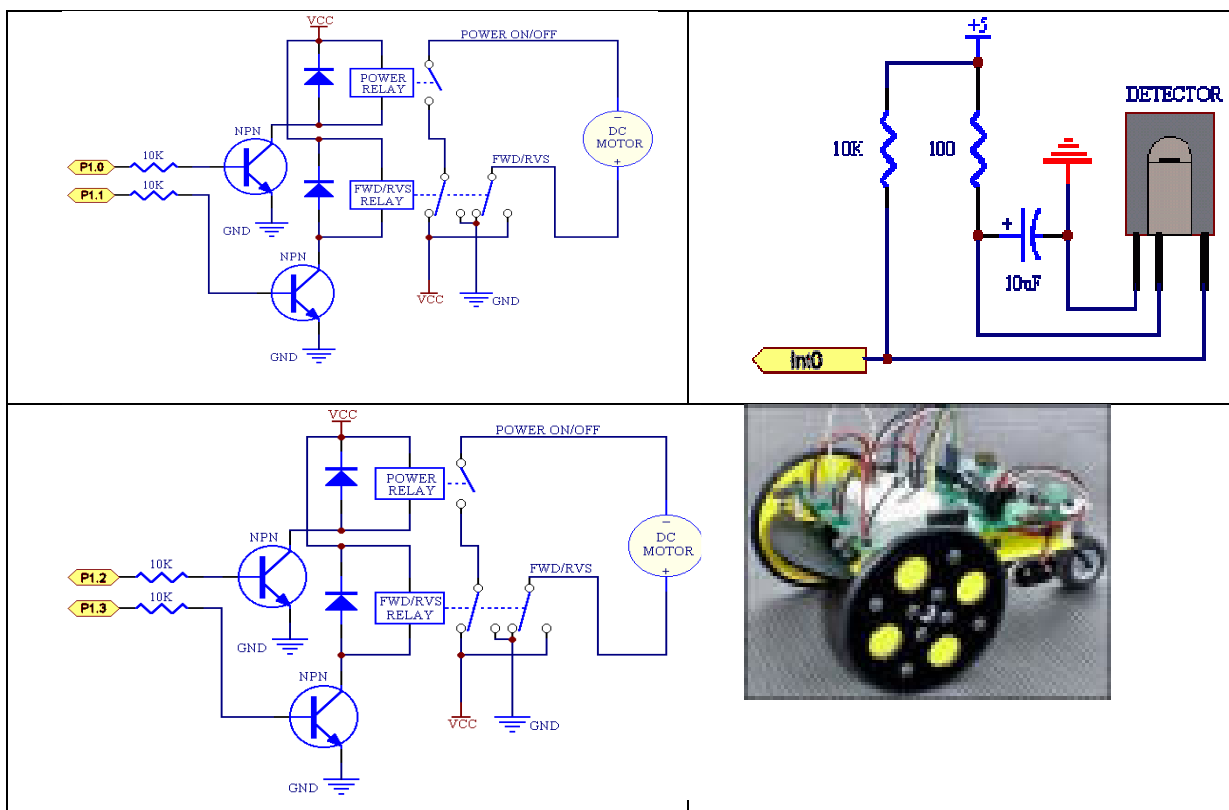 VCC
POWER ON/OFF
POWER
RELAY
NPN
10K
P1.0
10K
P1.1
FWD/RVS
RELAY
FWD/RVS
DC
MOTOR
−
+
GND
NPN
VCC
GND
GND
+5
DETECTOR
10K
100
+
10uF
Int0
VCC
POWER ON/OFF
POWER
RELAY
NPN
10K
P1.2
10K
P1.3
FWD/RVS
RELAY
FWD/RVS
−
DC
MOTOR
+
GND
NPN
VCC
GND
GND